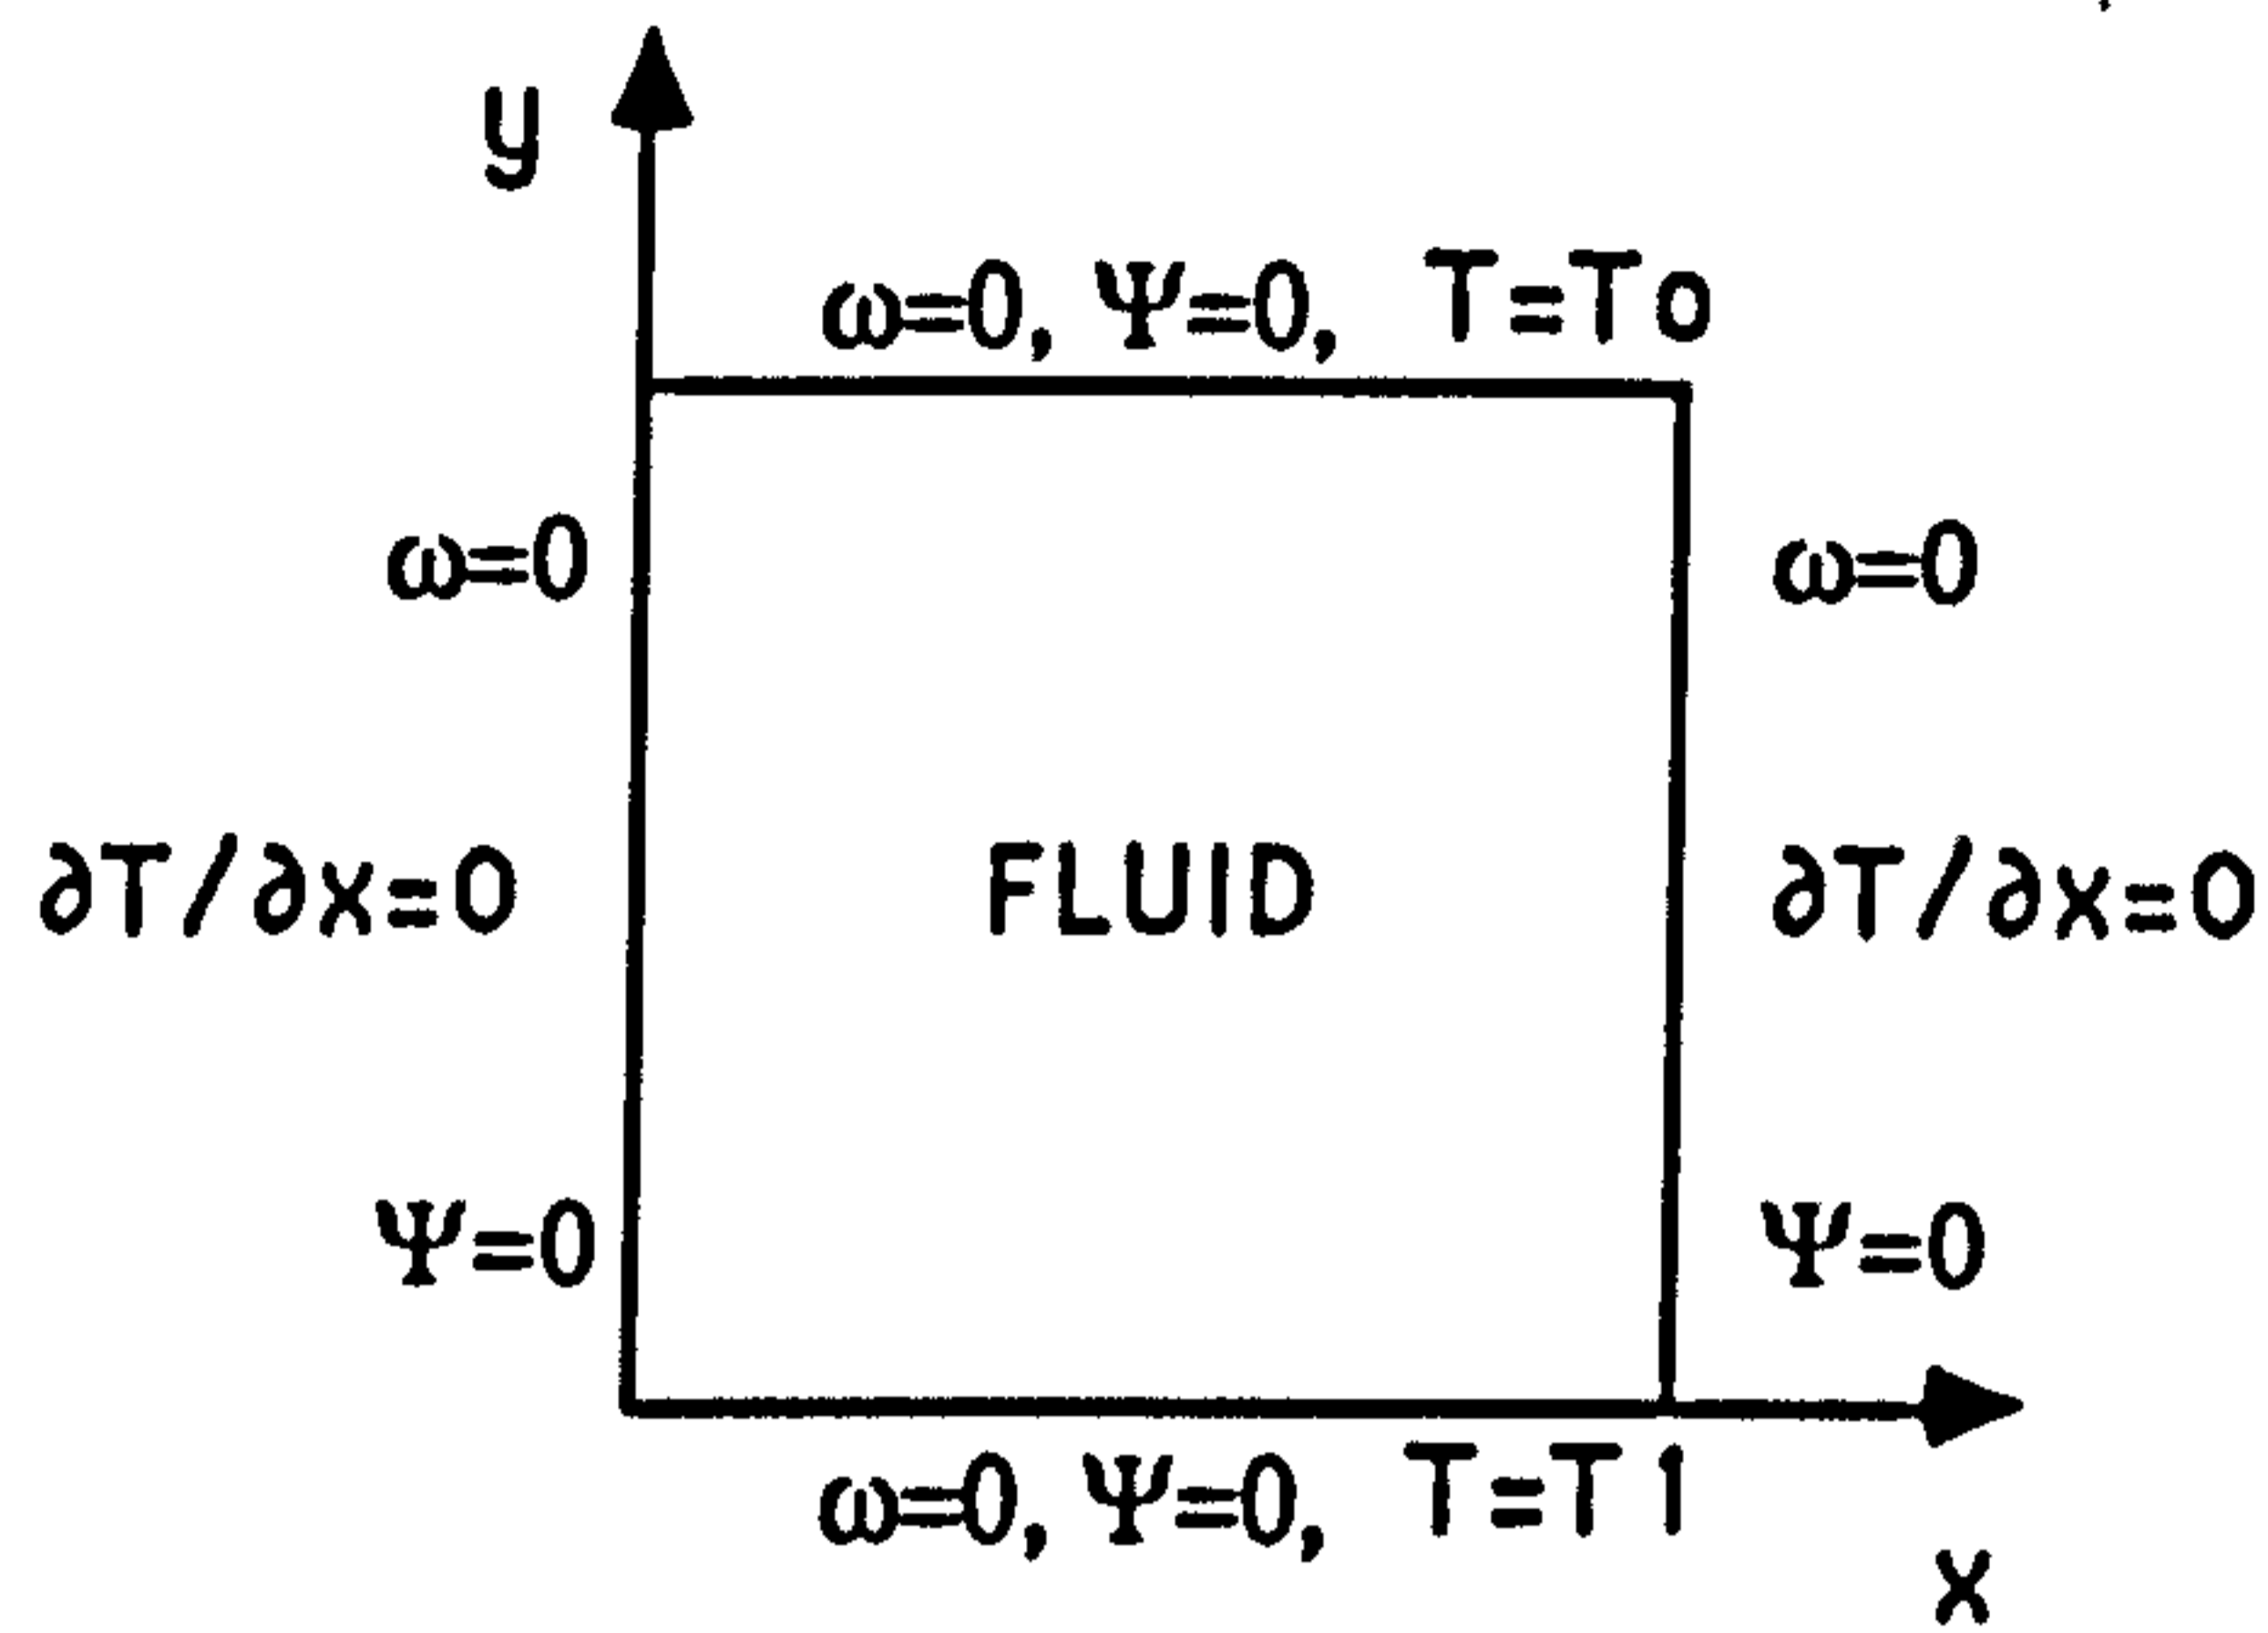 y
ω=0, Ψ=0, T=To
ω=0
ω=0
∂T/∂x=0
FLUID
∂T/∂x=0
Ψ=0
Ψ=0
ω=0, Ψ=0, T=T1
x